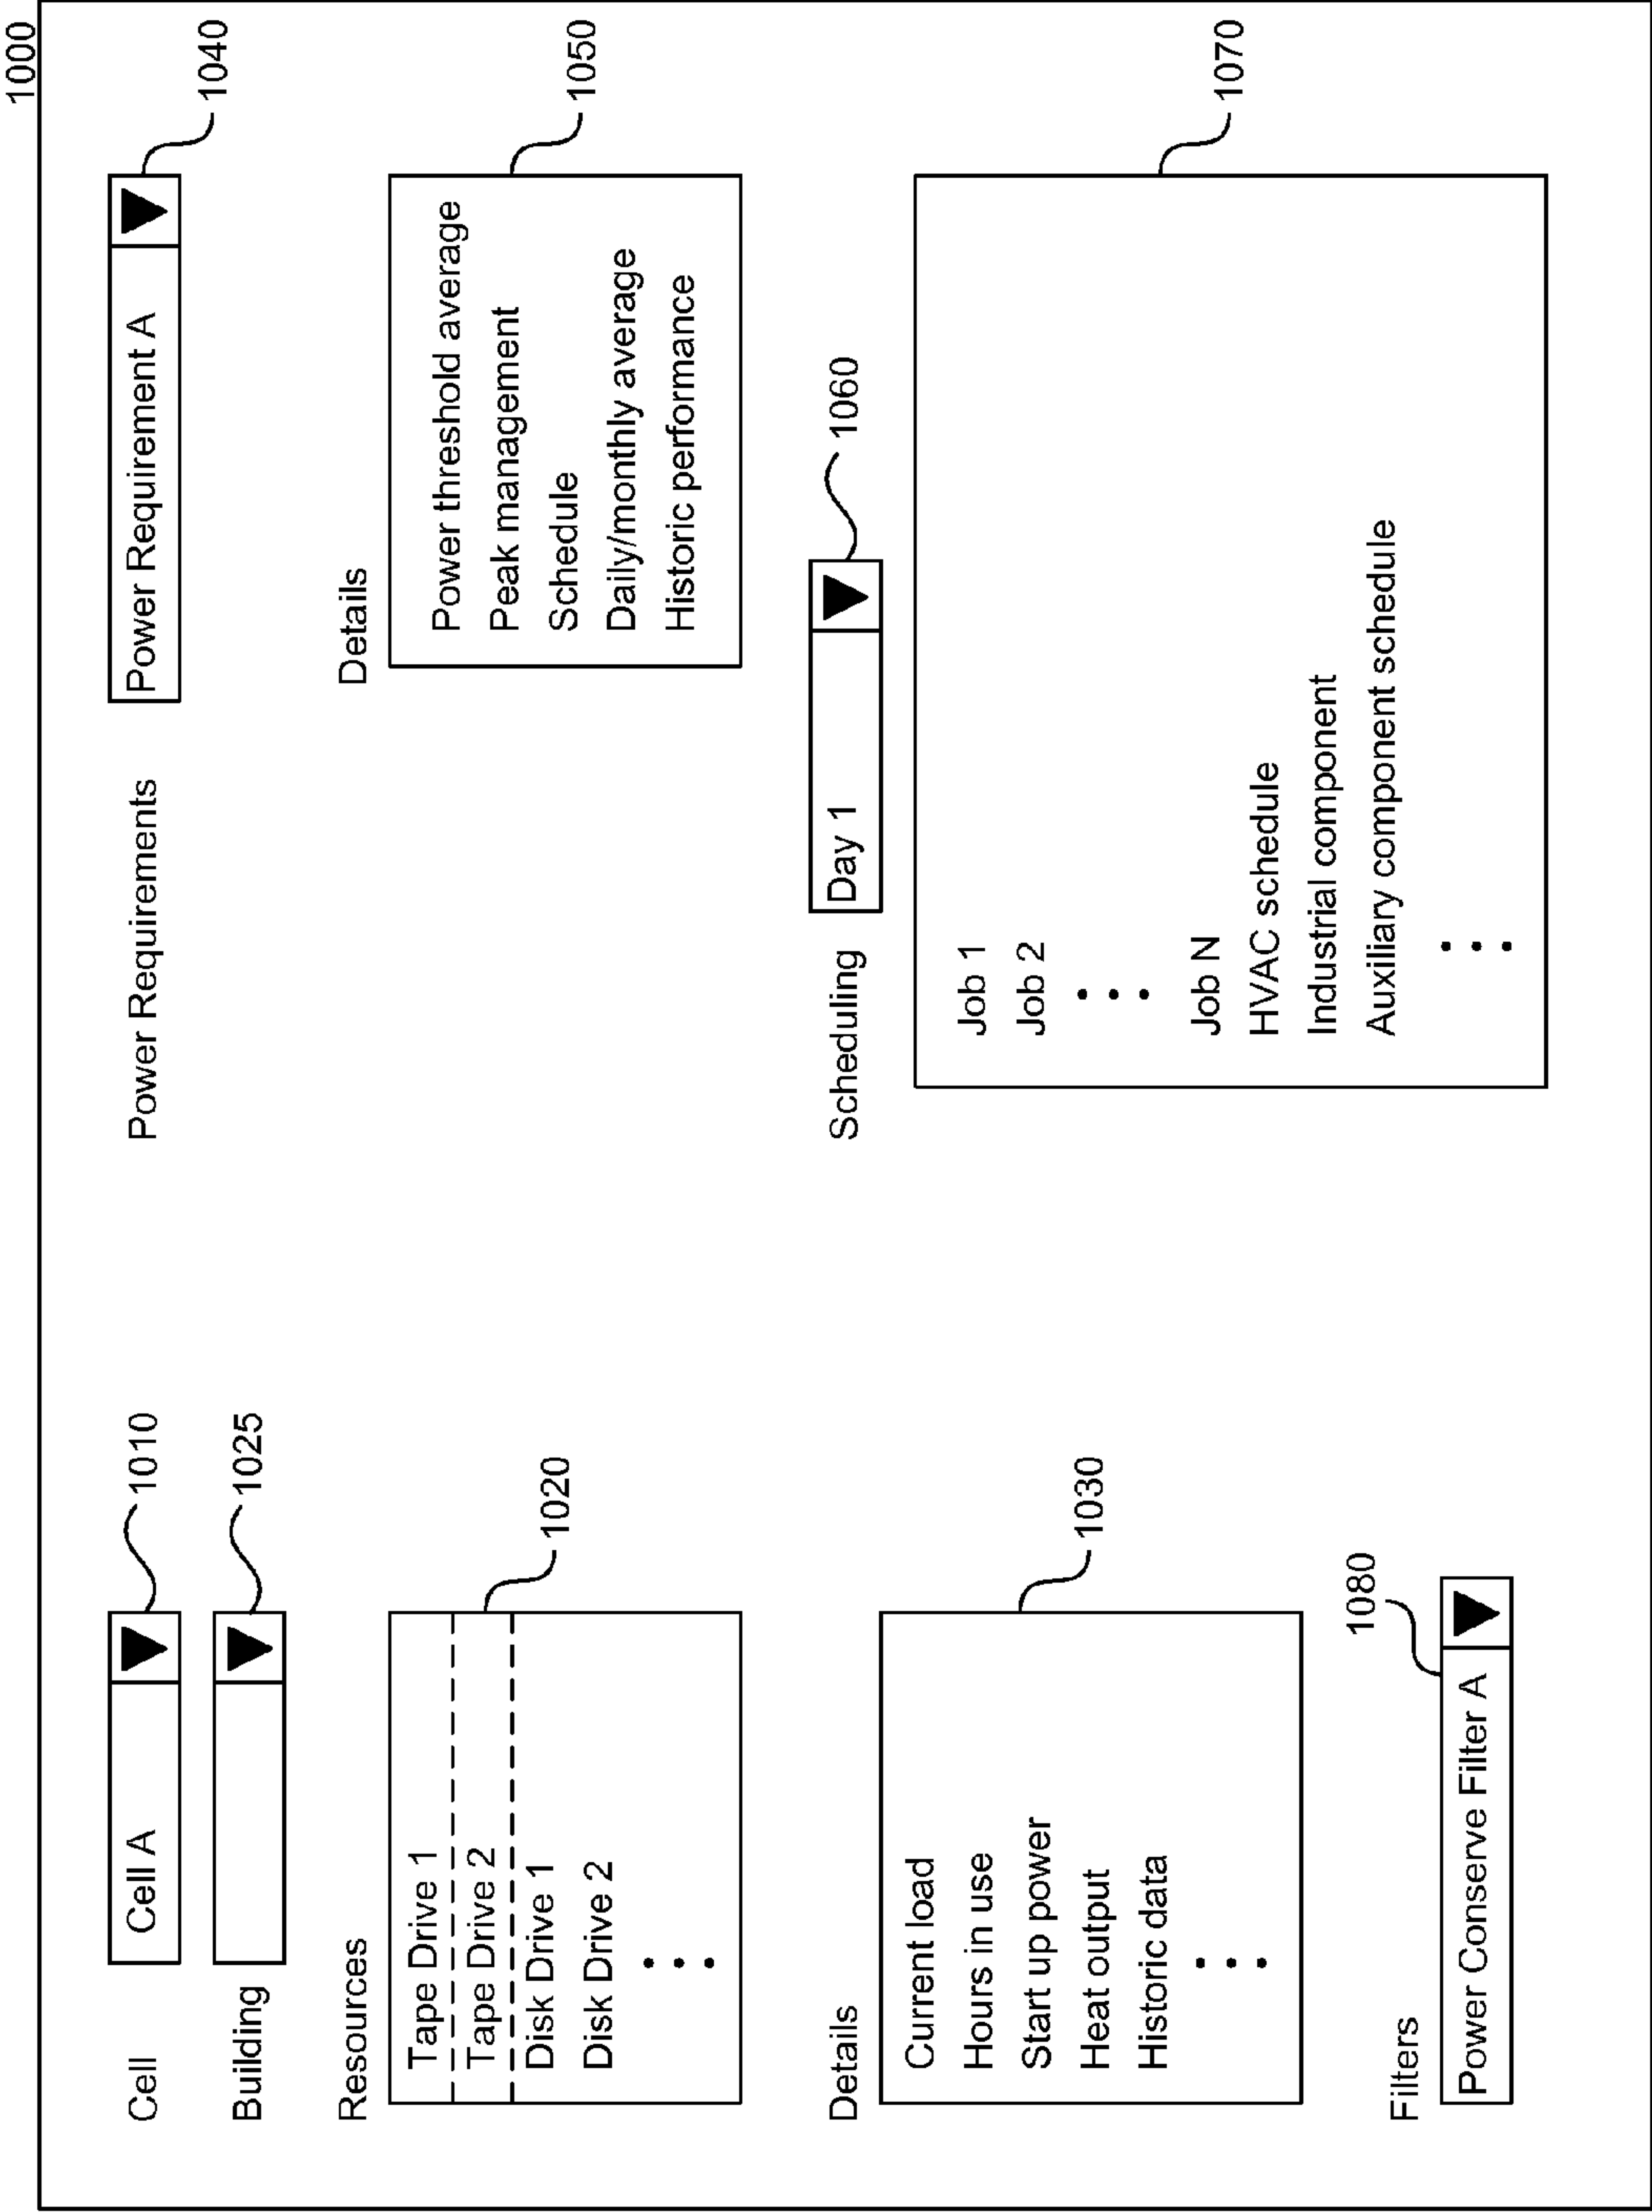 1000
Cell
Cell A
1010
Building
1025
Resources
Tape Drive 1
Tape Drive 2
Disk Drive 1
Disk Drive 2
1020
Details
Current load
Hours in use
Start up power
Heat output
Historic data
1030
Filters
1080
Power Conserve Filter A
Power Requirements
Power Requirement A
1040
Details
Power threshold average
Peak management
Schedule
Daily/monthly average
Historic performance
1050
Scheduling
Day 1
1060
Job 1
Job 2
Job N
HVAC schedule
Industrial component
Auxiliary component schedule
1070